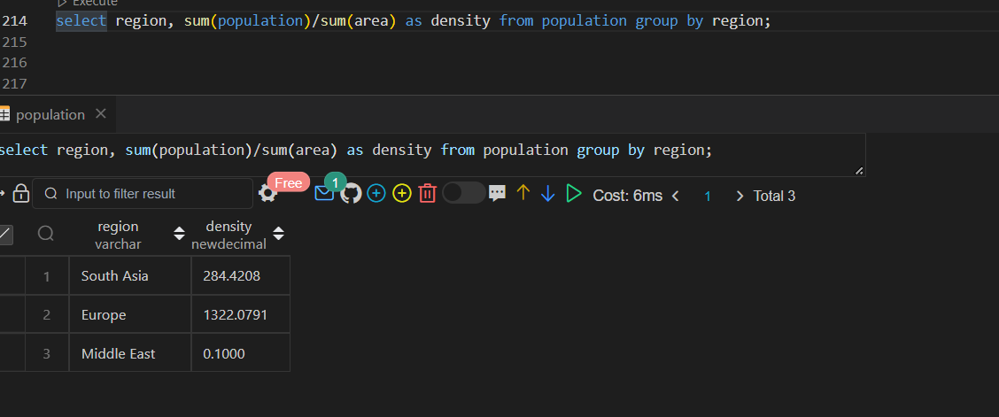 Execute
214 select region, sum(population)/sum(area) as density from population group by region;
215
216
217
population
select region, sum(population)/sum(area) as density from population group by region;
Input to filter result Free 1 Cost: 6ms 1 Total 3
region density
varchar newdecimal
1 South Asia 284.4208
2 Europe 1322.0791
3 Middle East 0.1000